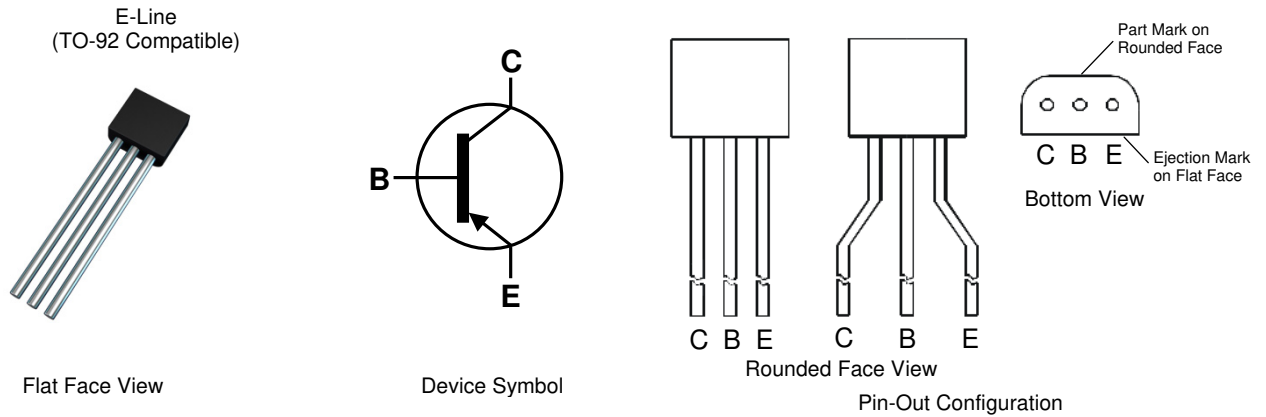 E-Line
(TO-92 Compatible)
Flat Face View
C
B
E
Device Symbol
C B E
C B E
Rounded Face View
Part Mark on
Rounded Face
C B E
Ejection Mark
on Flat Face
Bottom View
Pin-Out Configuration